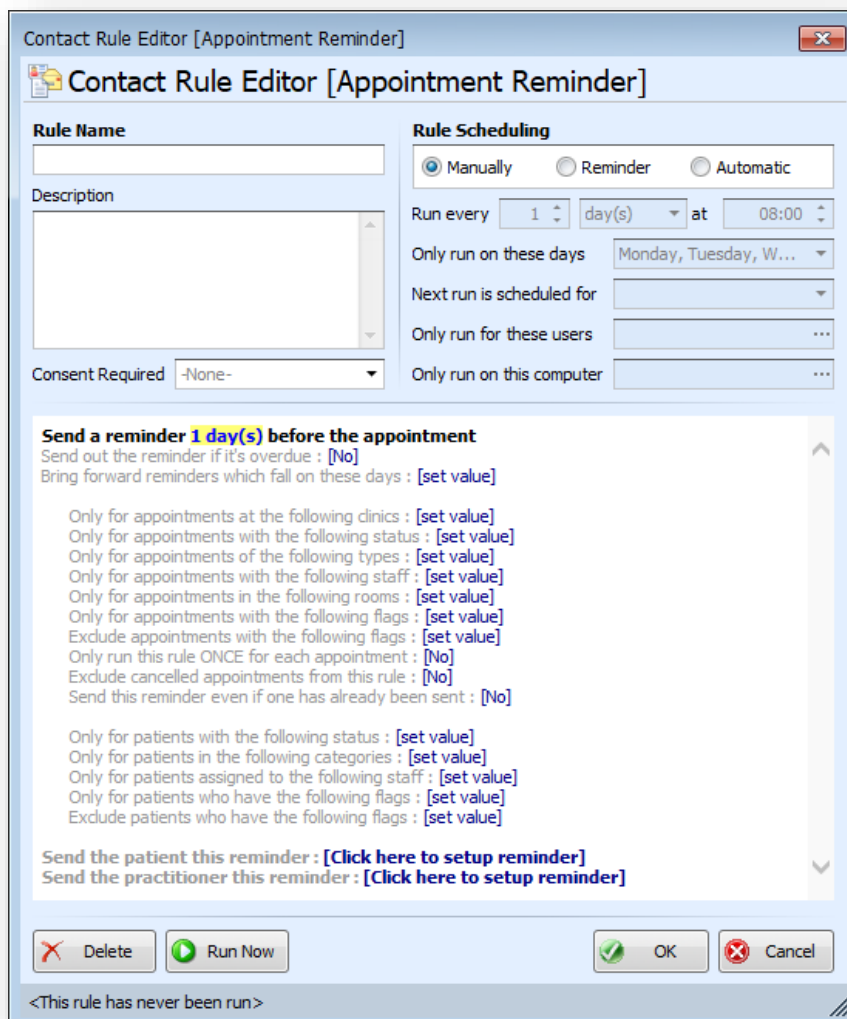 Contact Rule Editor [Appointment Reminder]
Contact Rule Editor [Appointment Reminder]
Rule Name
Description
Consent Required -None-
Rule Scheduling
Manually Reminder Automatic
Run every 1 day(s) at 08:00
Only run on these days Monday, Tuesday, W...
Next run is scheduled for
Only run for these users ...
Only run on this computer ...
Send a reminder 1 day(s) before the appointment
Send out the reminder if it's overdue : [No]
Bring forward reminders which fall on these days : [set value]
Only for appointments at the following clinics : [set value]
Only for appointments with the following status : [set value]
Only for appointments of the following types : [set value]
Only for appointments with the following staff : [set value]
Only for appointments in the following rooms : [set value]
Only for appointments with the following flags : [set value]
Exclude appointments with the following flags : [set value]
Only run this rule ONCE for each appointment : [No]
Exclude cancelled appointments from this rule : [No]
Send this reminder even if one has already been sent : [No]
Only for patients with the following status : [set value]
Only for patients in the following categories : [set value]
Only for patients assigned to the following staff : [set value]
Only for patients who have the following flags : [set value]
Exclude patients who have the following flags : [set value]
Send the patient this reminder : [Click here to setup reminder]
Send the practitioner this reminder : [Click here to setup reminder]
Delete Run Now OK Cancel
<This rule has never been run>